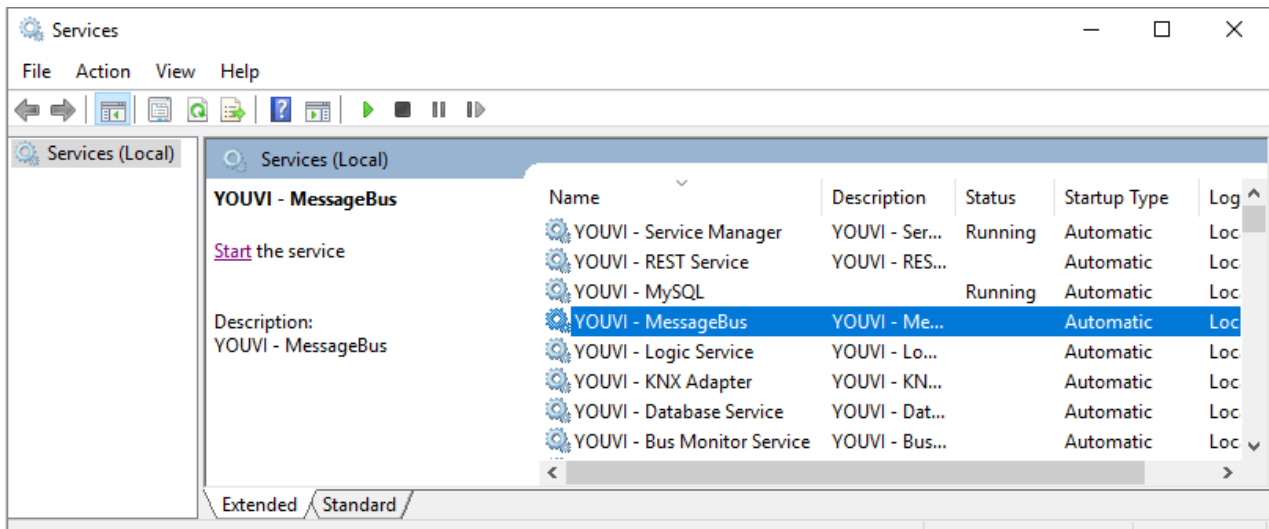 Services
File Action View Help
Services (Local)
Services (Local)
YOUVI - MessageBus
Start the service
Description:
YOUVI - MessageBus
Name Description Status Startup Type Log
YOUVI - Service Manager YOUVI - Ser... Running Automatic Loc
YOUVI - REST Service YOUVI - RES... Automatic Loc
YOUVI - MySQL Running Automatic Loc
YOUVI - MessageBus YOUVI - Me... Automatic Loc
YOUVI - Logic Service YOUVI - Lo... Automatic Loc
YOUVI - KNX Adapter YOUVI - KN... Automatic Loc
YOUVI - Database Service YOUVI - Dat... Automatic Loc
YOUVI - Bus Monitor Service YOUVI - Bus... Automatic Loc
Extended Standard